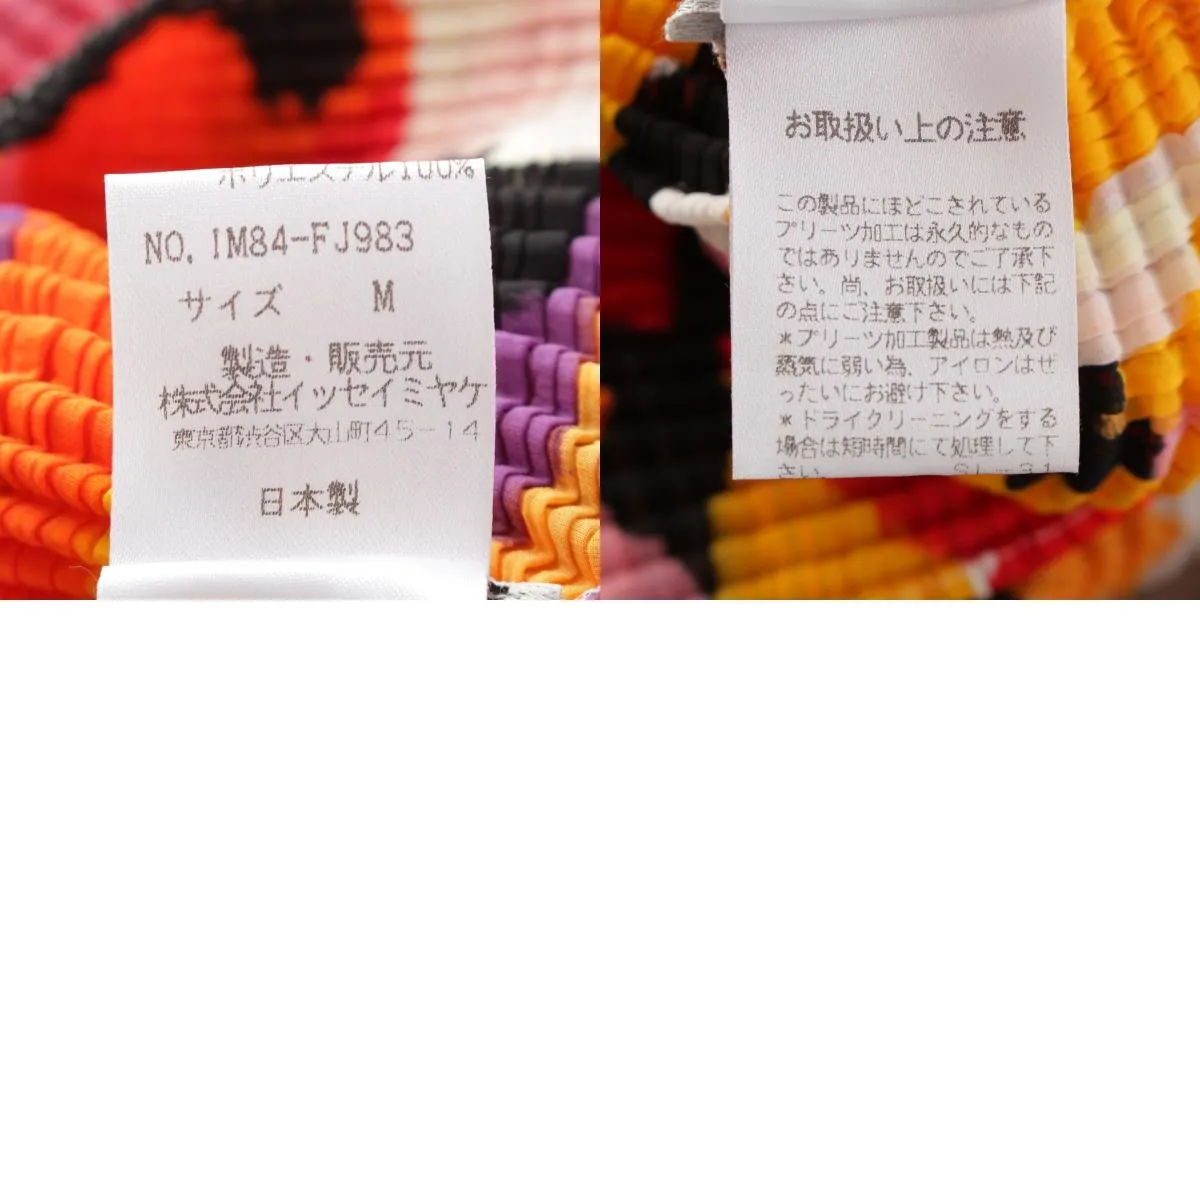 ポリエステル100%
NO. IM84-FJ983
サイズ M
製造・販売元
株式会社イッセイミヤケ
東京都渋谷区大山町45-14
日本製
お取扱い上の注意
この製品にほどこされている
プリーツ加工は永久的なもの
ではありませんのでご了承下
さい。尚、お取扱いには下記
の点にご注意下さい。
*プリーツ加工製品は熱及び
蒸気に弱い為、アイロンはぜ
ったいにお避け下さい。
*ドライクリーニングをする
場合は短時間にて処理して下
さい SL-31